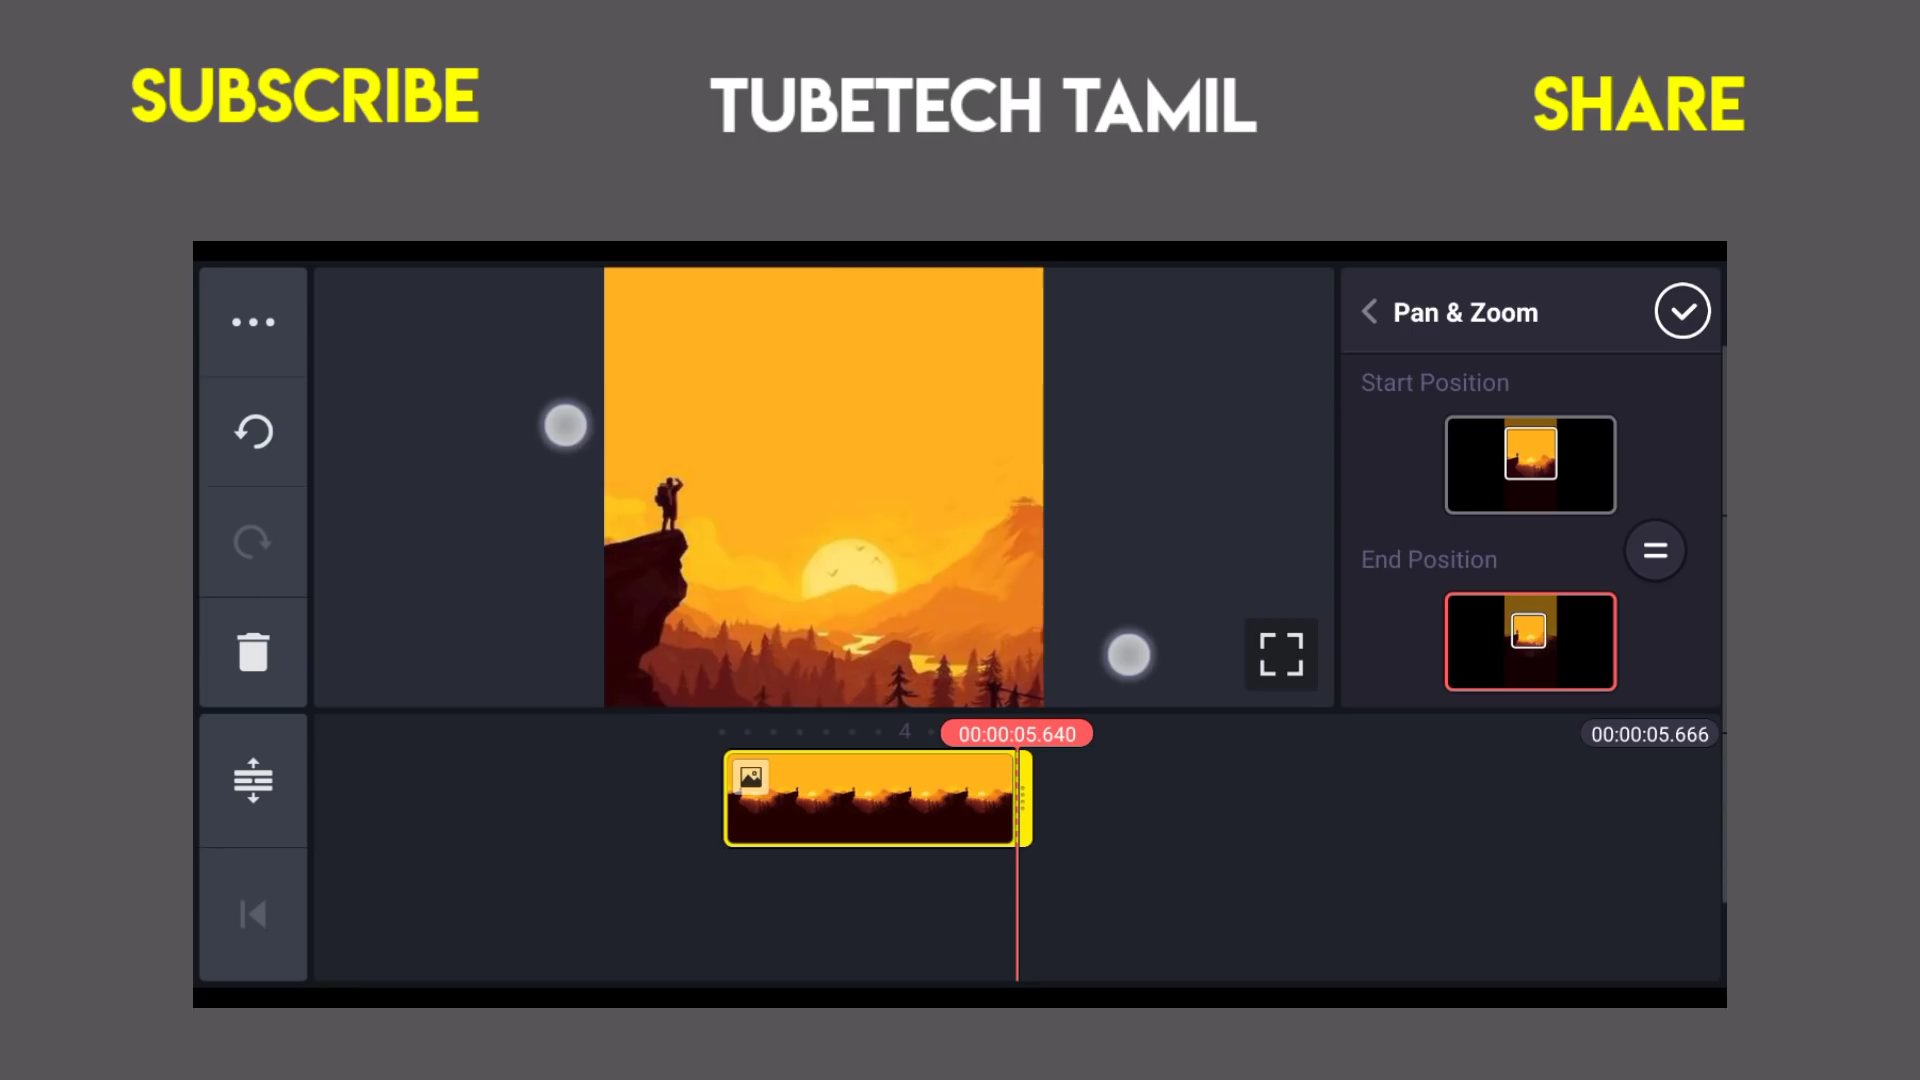 SUBSCRIBE
TUBETECH TAMIL
SHARE
Pan & Zoom
Start Position
End Position
4
00:00:05.640
00:00:05.666